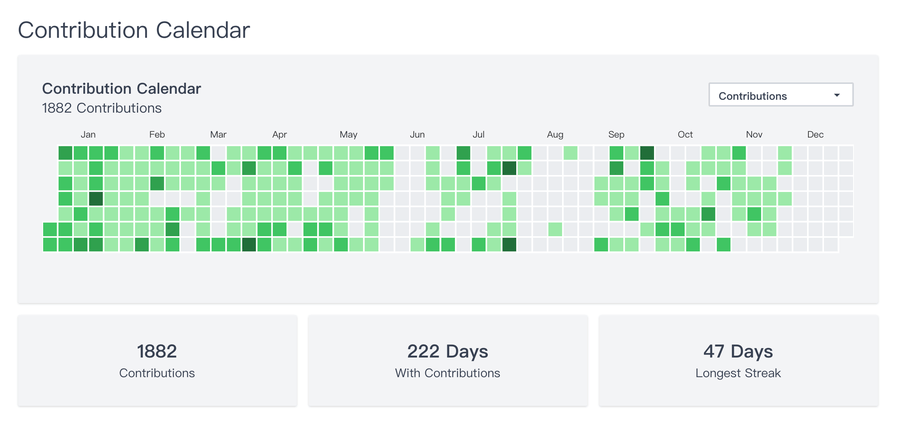 Contribution Calendar
Contribution Calendar
1882 Contributions
Contributions
Jan Feb Mar Apr May Jun Jul Aug Sep Oct Nov Dec
1882
Contributions
222 Days
With Contributions
47 Days
Longest Streak